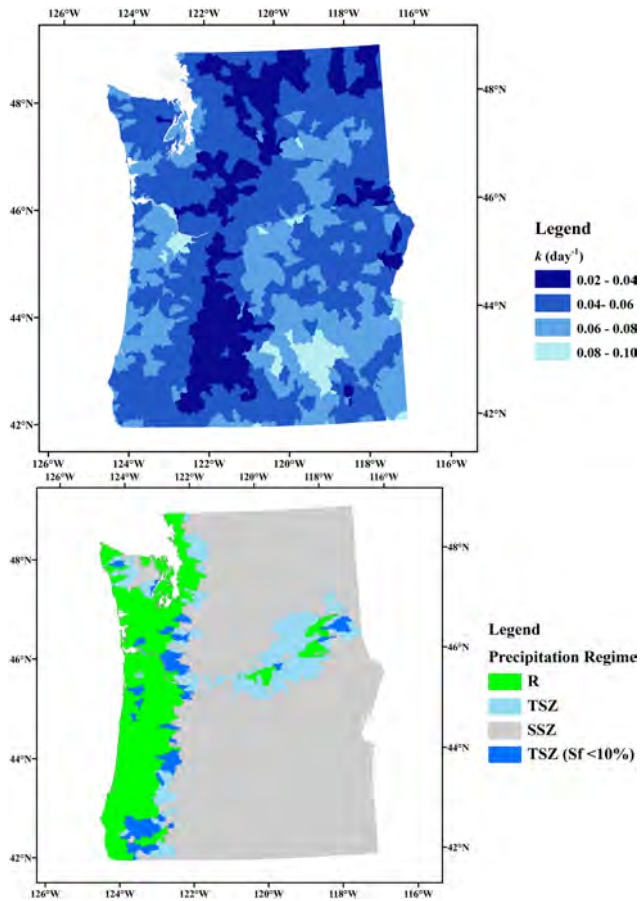 124°W 122°W 120°W 118°W 116°W
48°N 48°N
46°N 46°N
44°N 44°N
42°N 42°N
126°W 124°W 122°W 120°W 118°W
Legend
k (day⁻¹)
0.02 - 0.04
0.04- 0.06
0.06 - 0.08
0.08 - 0.10
126°W 124°W 122°W 120°W 118°W 116°W
48°N 48°N
46°N 46°N
44°N 44°N
42°N 42°N
126°W 124°W 122°W 120°W 118°W
Legend
Precipitation Regime
R
TSZ
SSZ
TSZ (Sf <10%)